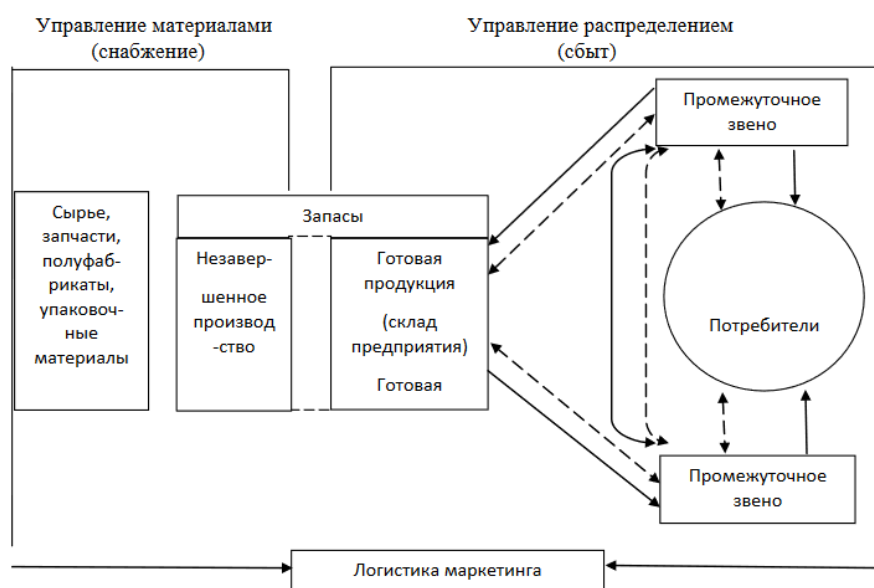 Управление материалами
(снабжение)
Управление распределением
(сбыт)
Промежуточное
звено
Сырье,
запчасти,
полуфаб-
рикаты,
упаковоч-
ные
материалы
Запасы
Незавер-
шенное
производ
-ство
Готовая
продукция
(склад
предприятия)
Готовая
Потребители
Промежуточное
звено
Логистика маркетинга